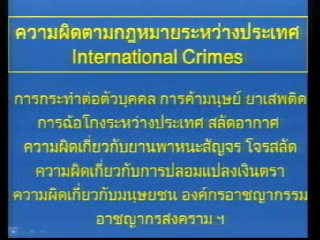 ความผิดตามกฎหมายระหว่างประเทศ
International Crimes
การกระทำต่อตัวบุคคล การค้ามนุษย์ ยาเสพติด
การฉ้อโกงระหว่างประเทศ สลัดอากาศ
ความผิดเกี่ยวกับยานพาหนะสัญจร โจรสลัด
ความผิดเกี่ยวกับการปลอมแปลงเงินตรา
ความผิดเกี่ยวกับมนุษยชน องค์กรอาชญากรรม
อาชญากรสงคราม ฯ